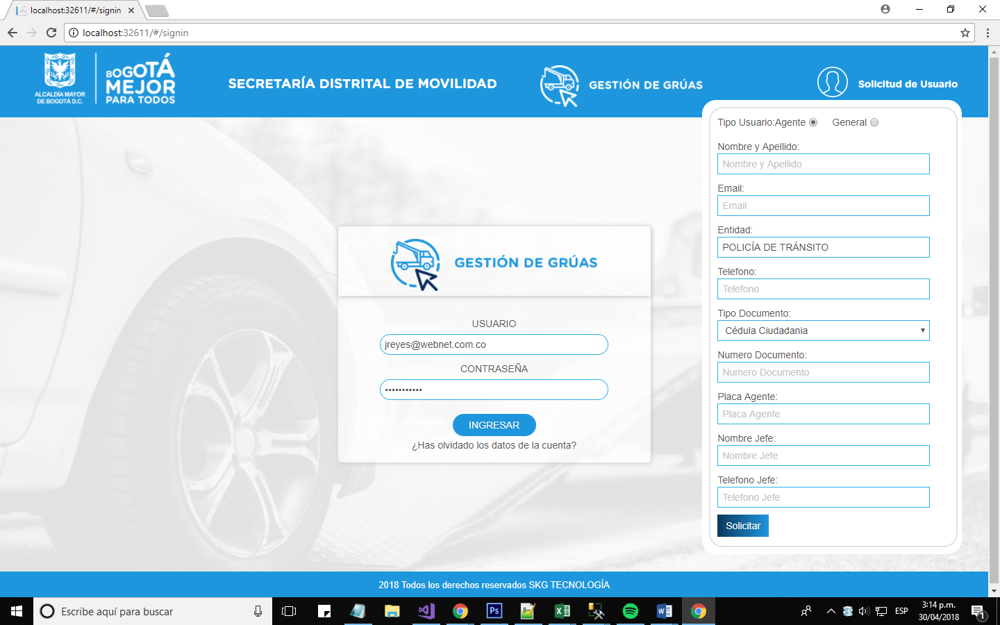 localhost:32611/#/signin
localhost:32611/#/signin
ALCALDÍA MAYOR
DE BOGOTÁ D.C.
BOGOTÁ
MEJOR
PARA TODOS
SECRETARÍA DISTRITAL DE MOVILIDAD
GESTIÓN DE GRÚAS
Solicitud de Usuario
Tipo Usuario:Agente General
Nombre y Apellido:
Nombre y Apellido
Email:
Email
Entidad:
POLICÍA DE TRÁNSITO
Telefono:
Telefono
Tipo Documento:
Cédula Ciudadania
Numero Documento:
Numero Documento
Placa Agente:
Placa Agente
Nombre Jefe:
Nombre Jefe
Telefono Jefe:
Telefono Jefe
Solicitar
GESTIÓN DE GRÚAS
USUARIO
jreyes@webnet.com.co
CONTRASEÑA
•••••••••••
INGRESAR
¿Has olvidado los datos de la cuenta?
2018 Todos los derechos reservados SKG TECNOLOGÍA
Escribe aquí para buscar
Ps
ESP
3:14 p.m.
30/04/2018
1